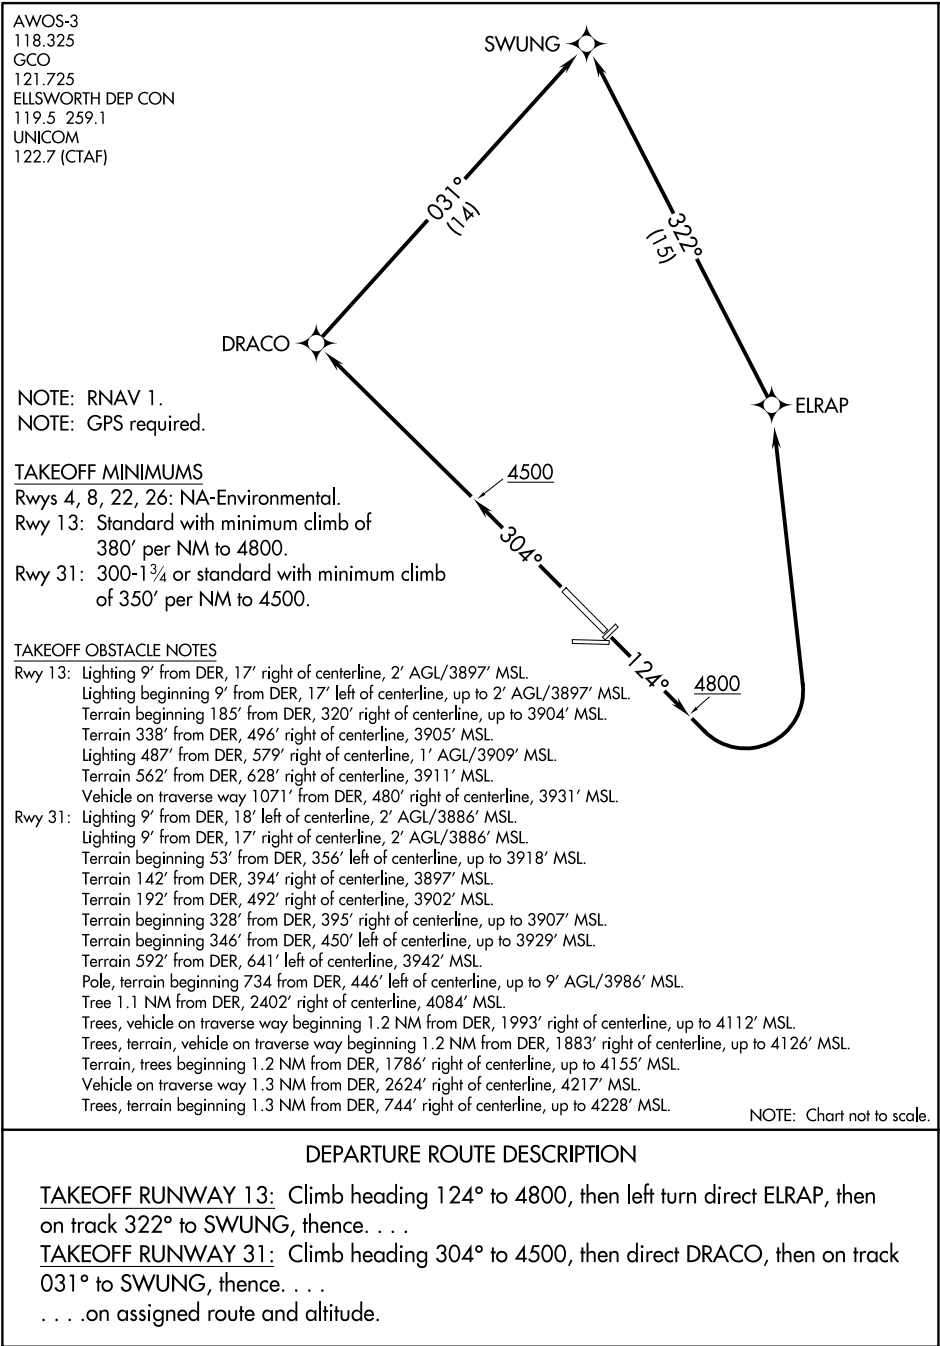 AWOS-3
118.325
GCO
121.725
ELLSWORTH DEP CON
119.5 259.1
UNICOM
122.7 (CTAF)
SWUNG
031°
(14)
322°
(15)
DRACO
ELRAP
NOTE: RNAV 1.
NOTE: GPS required.
4500
304°
124°
4800
TAKEOFF MINIMUMS
Rwys 4, 8, 22, 26: NA-Environmental.
Rwy 13: Standard with minimum climb of
380' per NM to 4800.
Rwy 31: 300-1¾ or standard with minimum climb
of 350' per NM to 4500.
TAKEOFF OBSTACLE NOTES
Rwy 13: Lighting 9' from DER, 17' right of centerline, 2' AGL/3897' MSL.
Lighting beginning 9' from DER, 17' left of centerline, up to 2' AGL/3897' MSL.
Terrain beginning 185' from DER, 320' right of centerline, up to 3904' MSL.
Terrain 338' from DER, 496' right of centerline, 3905' MSL.
Lighting 487' from DER, 579' right of centerline, 1' AGL/3909' MSL.
Terrain 562' from DER, 628' right of centerline, 3911' MSL.
Vehicle on traverse way 1071' from DER, 480' right of centerline, 3931' MSL.
Rwy 31: Lighting 9' from DER, 18' left of centerline, 2' AGL/3886' MSL.
Lighting 9' from DER, 17' right of centerline, 2' AGL/3886' MSL.
Terrain beginning 53' from DER, 356' left of centerline, up to 3918' MSL.
Terrain 142' from DER, 394' right of centerline, 3897' MSL.
Terrain 192' from DER, 492' right of centerline, 3902' MSL.
Terrain beginning 328' from DER, 395' right of centerline, up to 3907' MSL.
Terrain beginning 346' from DER, 450' left of centerline, up to 3929' MSL.
Terrain 592' from DER, 641' left of centerline, 3942' MSL.
Pole, terrain beginning 734 from DER, 446' left of centerline, up to 9' AGL/3986' MSL.
Tree 1.1 NM from DER, 2402' right of centerline, 4084' MSL.
Trees, vehicle on traverse way beginning 1.2 NM from DER, 1993' right of centerline, up to 4112' MSL.
Trees, terrain, vehicle on traverse way beginning 1.2 NM from DER, 1883' right of centerline, up to 4126' MSL.
Terrain, trees beginning 1.2 NM from DER, 1786' right of centerline, up to 4155' MSL.
Vehicle on traverse way 1.3 NM from DER, 2624' right of centerline, 4217' MSL.
Trees, terrain beginning 1.3 NM from DER, 744' right of centerline, up to 4228' MSL.
NOTE: Chart not to scale.
DEPARTURE ROUTE DESCRIPTION
TAKEOFF RUNWAY 13: Climb heading 124° to 4800, then left turn direct ELRAP, then
on track 322° to SWUNG, thence. . . .
TAKEOFF RUNWAY 31: Climb heading 304° to 4500, then direct DRACO, then on track
031° to SWUNG, thence. . . .
. . . .on assigned route and altitude.